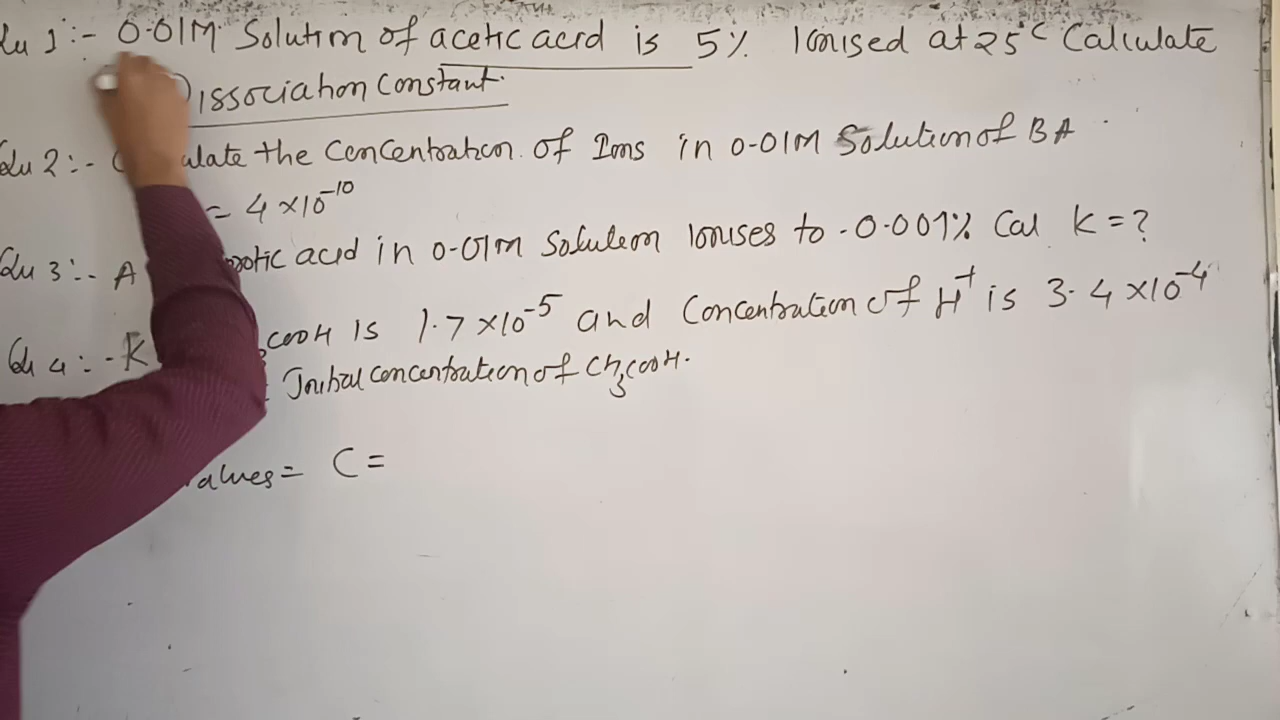 Qu 1:- 0.01M Solution of acetic acid is 5% Ionised at 25°C Calculate
Dissociation Constant.
Qu 2:- ulate the Concentration of Ions in 0.01M Solution of BA
= 4×10⁻¹⁰
Qu 3:- A protic acid in 0.01M Solution Ionises to 0.001% Cal K=?
Qu 4:- K COOH is 1.7×10⁻⁵ and Concentration of H⁺ is 3.4×10⁻⁴
Initial concentration of CH₃COOH.
alues = C =